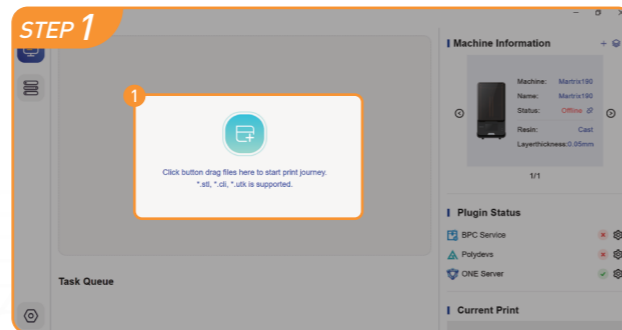 STEP 1
Machine Information
1
Machine: Martrix190
Name: Martrix190
Status: Offline
Resin: Cast
Layerthickness:0.05mm
1/1
Click button drag files here to start print journey.
*.stl, *.cli, *.utk is supported.
Plugin Status
BPC Service
Polydevs
ONE Server
Task Queue
Current Print